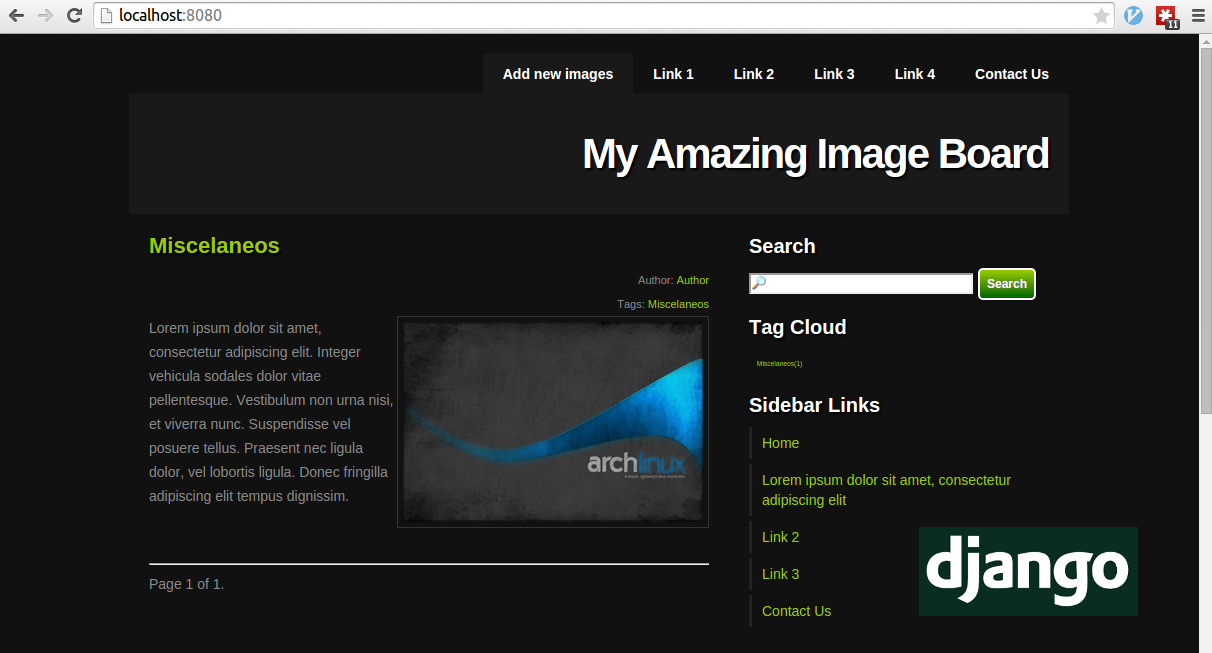 localhost:8080
11
Add new images Link 1 Link 2 Link 3 Link 4 Contact Us
My Amazing Image Board
Miscelaneos
Author: Author
Tags: Miscelaneos
Lorem ipsum dolor sit amet,
consectetur adipiscing elit. Integer
vehicula sodales dolor vitae
pellentesque. Vestibulum non urna nisi,
et viverra nunc. Suspendisse vel
posuere tellus. Praesent nec ligula
dolor, vel lobortis ligula. Donec fringilla
adipiscing elit tempus dignissim.
archlinux
Page 1 of 1.
Search
Search
Tag Cloud
Miscelaneos(1)
Sidebar Links
Home
Lorem ipsum dolor sit amet, consectetur
adipiscing elit
Link 2
Link 3
Contact Us
django